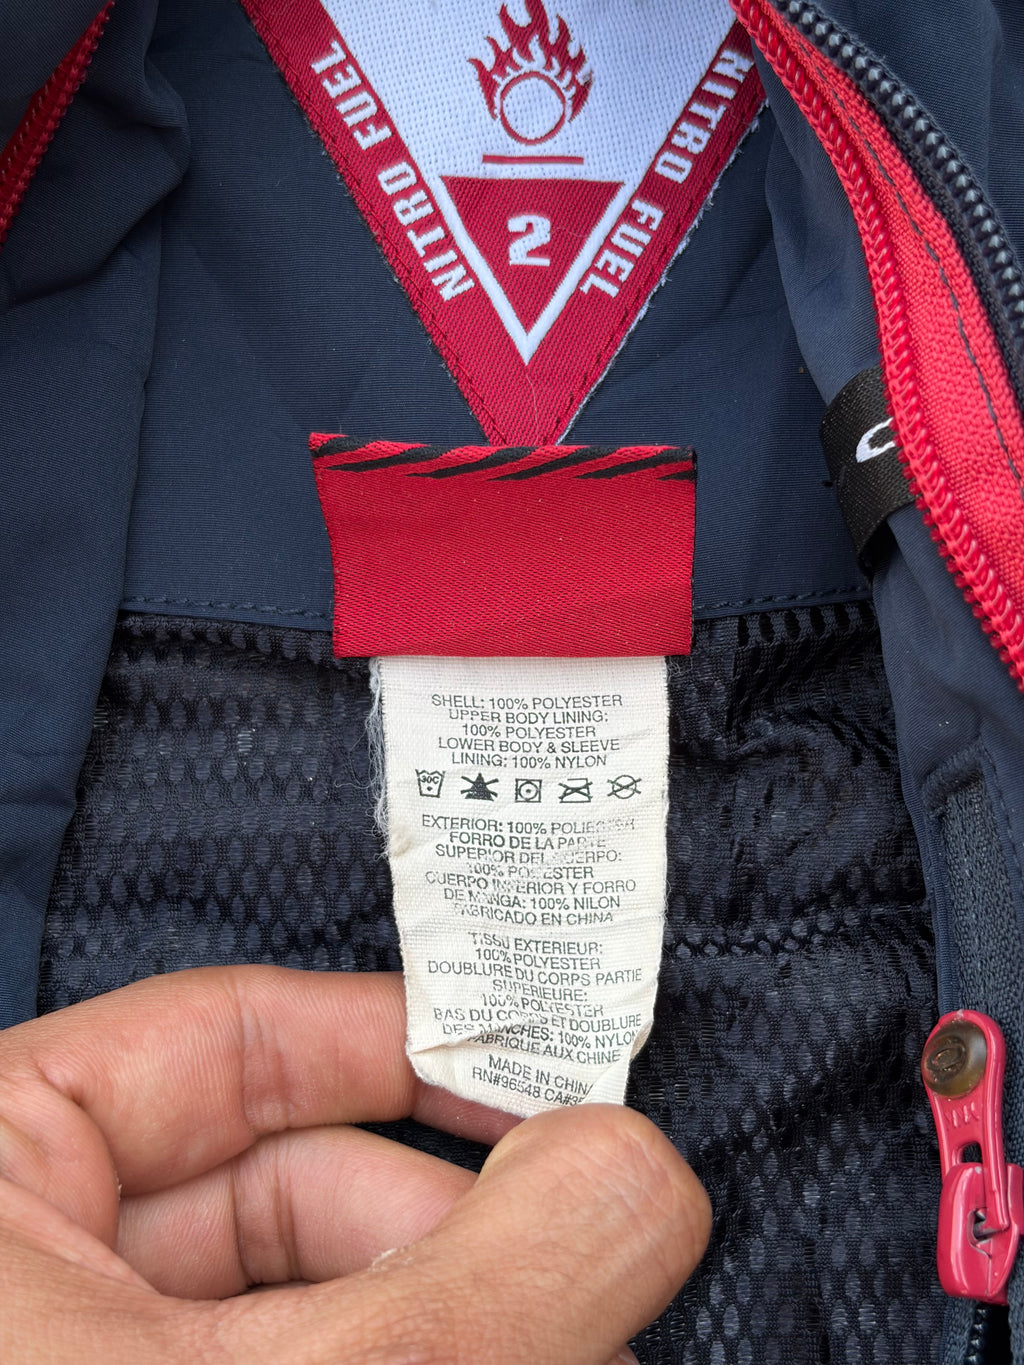 NITRO FUEL
NITRO FUEL
2
SHELL: 100% POLYESTER
UPPER BODY LINING:
100% POLYESTER
LOWER BODY & SLEEVE
LINING: 100% NYLON
30C
EXTERIOR: 100% POLIESTER
FORRO DE LA PARTE
SUPERIOR DEL CUERPO:
100% POLIESTER
CUERPO INFERIOR Y FORRO
DE MANGA: 100% NILON
FABRICADO EN CHINA
TISSU EXTERIEUR:
100% POLYESTER
DOUBLURE DU CORPS PARTIE
SUPERIEURE:
100% POLYESTER
BAS DU CORPS ET DOUBLURE
DES MANCHES: 100% NYLON
FABRIQUE AUX CHINE
MADE IN CHINA
RN#96548 CA#